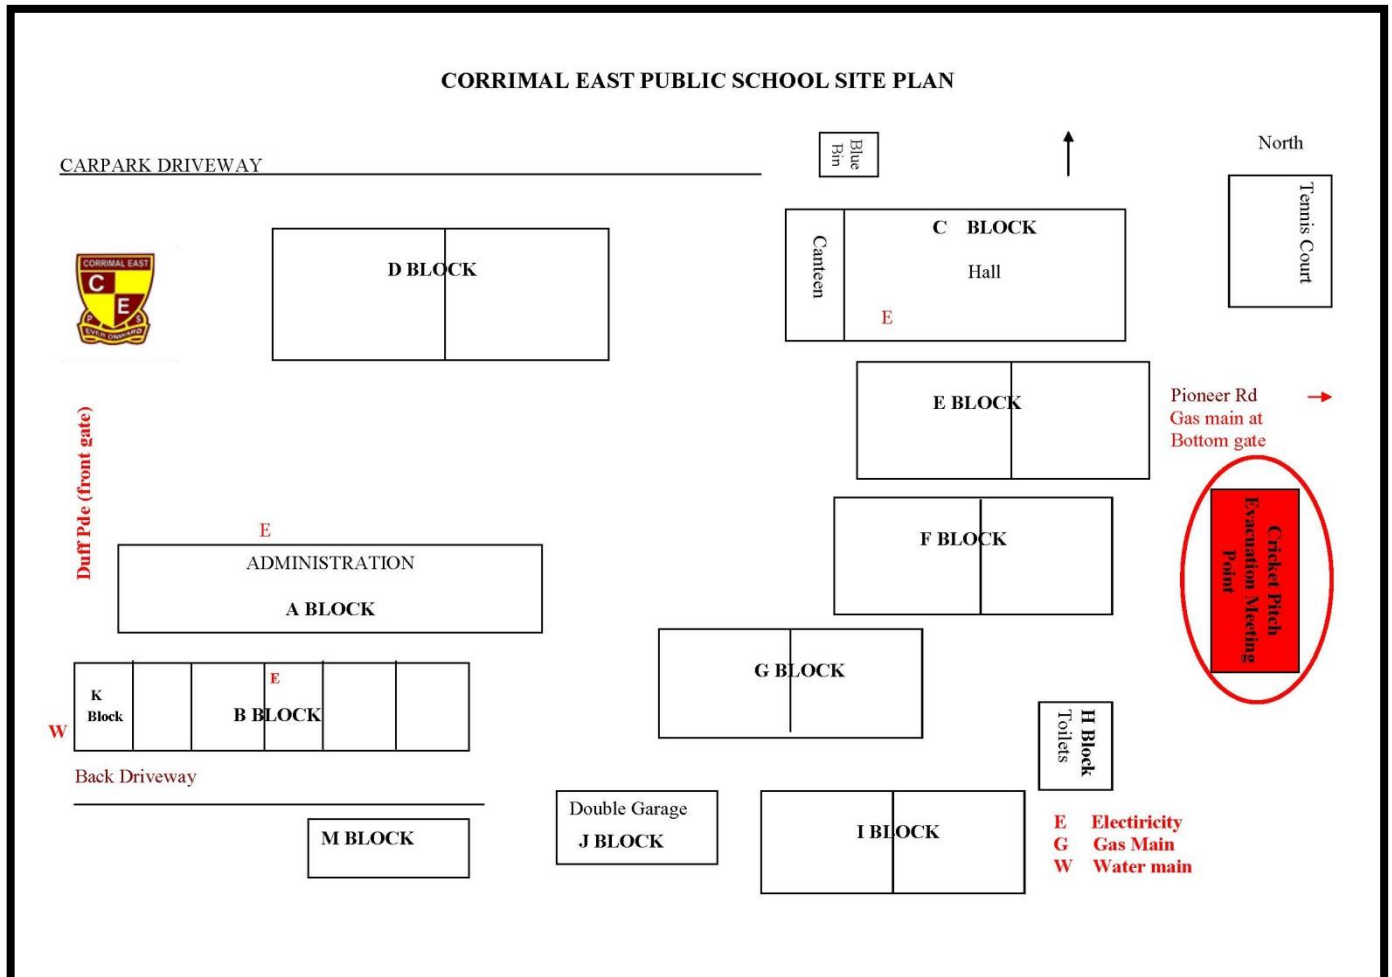 CORRIMAL EAST PUBLIC SCHOOL SITE PLAN
CARPARK DRIVEWAY
Blue
Bin
North
Tennis Court
CORRIMAL EAST
C
E
P S
EVER ONWARD
D BLOCK
Canteen
C BLOCK
Hall
E
E BLOCK
Pioneer Rd
Gas main at
Bottom gate
Duff Pde (front gate)
E
ADMINISTRATION
A BLOCK
F BLOCK
Cricket Pitch
Evacuation Meeting
Point
K
Block
E
B BLOCK
W
G BLOCK
H Block
Toilets
Back Driveway
M BLOCK
Double Garage
J BLOCK
I BLOCK
E Electiricity
G Gas Main
W Water main